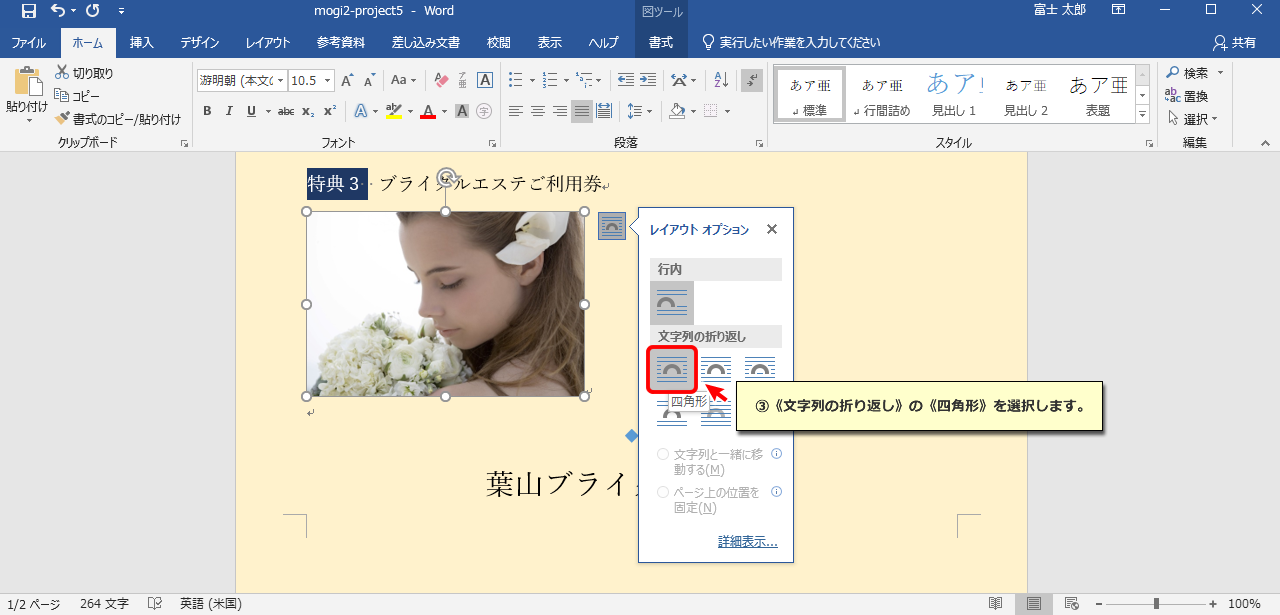 mogi2-project5 - Word
図ツール
富士 太郎
ファイル ホーム 挿入 デザイン レイアウト 参考資料 差し込み文書 校閲 表示 ヘルプ 書式 実行したい作業を入力してください 共有
貼り付け
切り取り
コピー
書式のコピー/貼り付け
クリップボード
游明朝 (本文の 10.5
フォント
段落
あア亜 標準
あア亜 行間詰め
あア 見出し 1
あア亜 見出し 2
あア亜 表題
スタイル
検索
置換
選択
編集
特典 3 ブライダルエステご利用券
レイアウト オプション
行内
文字列の折り返し
四角形
③《文字列の折り返し》の《四角形》を選択します。
文字列と一緒に移動する(M)
ページ上の位置を固定(N)
詳細表示...
葉山ブライ
1/2 ページ 264 文字 英語 (米国) 100%